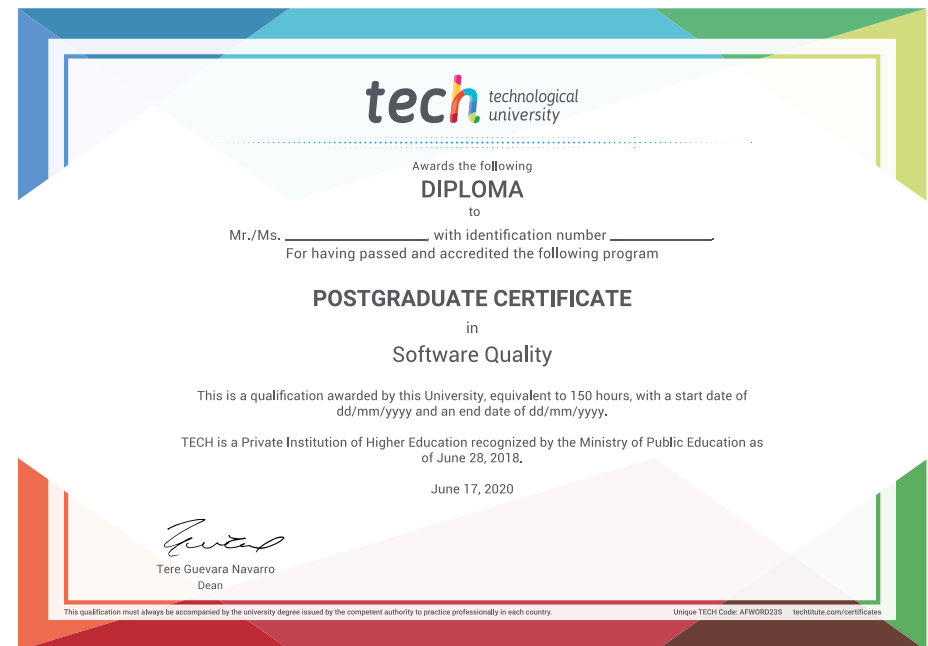 tech technological
university
Awards the following
DIPLOMA
to
Mr./Ms. ____________________, with identification number ______________.
For having passed and accredited the following program
POSTGRADUATE CERTIFICATE
in
Software Quality
This is a qualification awarded by this University, equivalent to 150 hours, with a start date of
dd/mm/yyyy and an end date of dd/mm/yyyy.
TECH is a Private Institution of Higher Education recognized by the Ministry of Public Education as
of June 28, 2018.
June 17, 2020
Tere Guevara Navarro
Dean
This qualification must always be accompanied by the university degree issued by the competent authority to practice professionally in each country.
Unique TECH Code: AFWORD23S techtitute.com/certificates